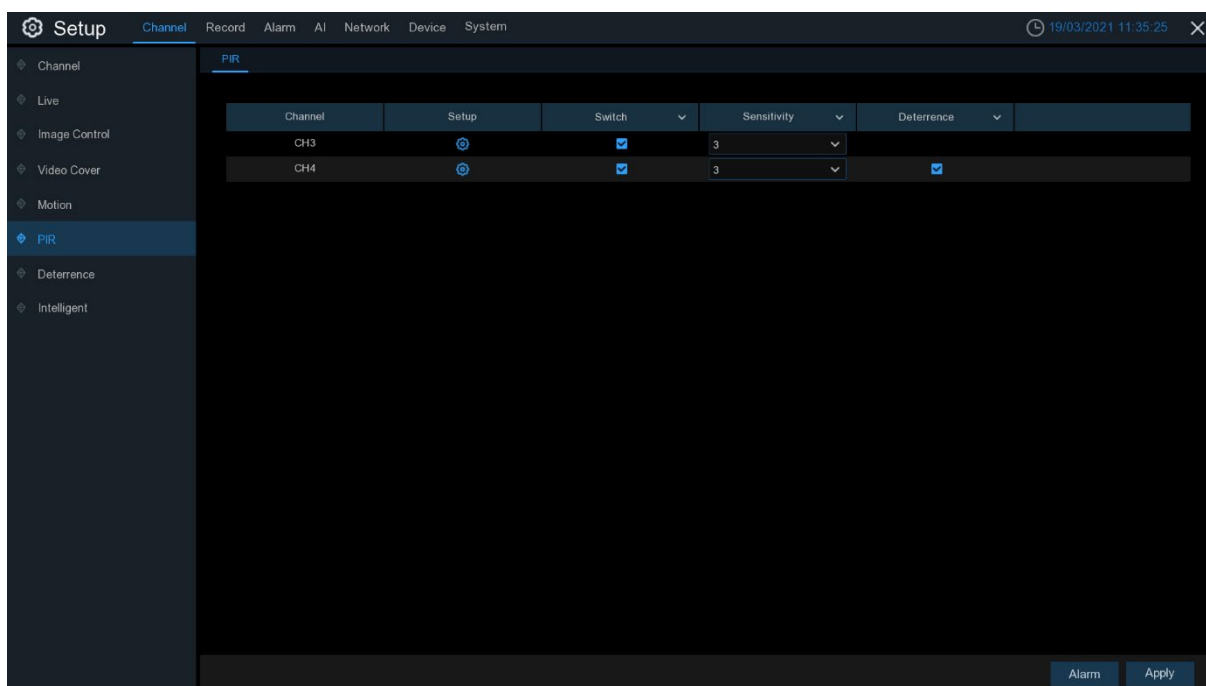 Setup Channel Record Alarm AI Network Device System 19/03/2021 11:35:25
Channel
Live
Image Control
Video Cover
Motion
PIR
Deterrence
Intelligent
PIR
Channel Setup Switch Sensitivity Deterrence
CH3 3
CH4 3
Alarm Apply